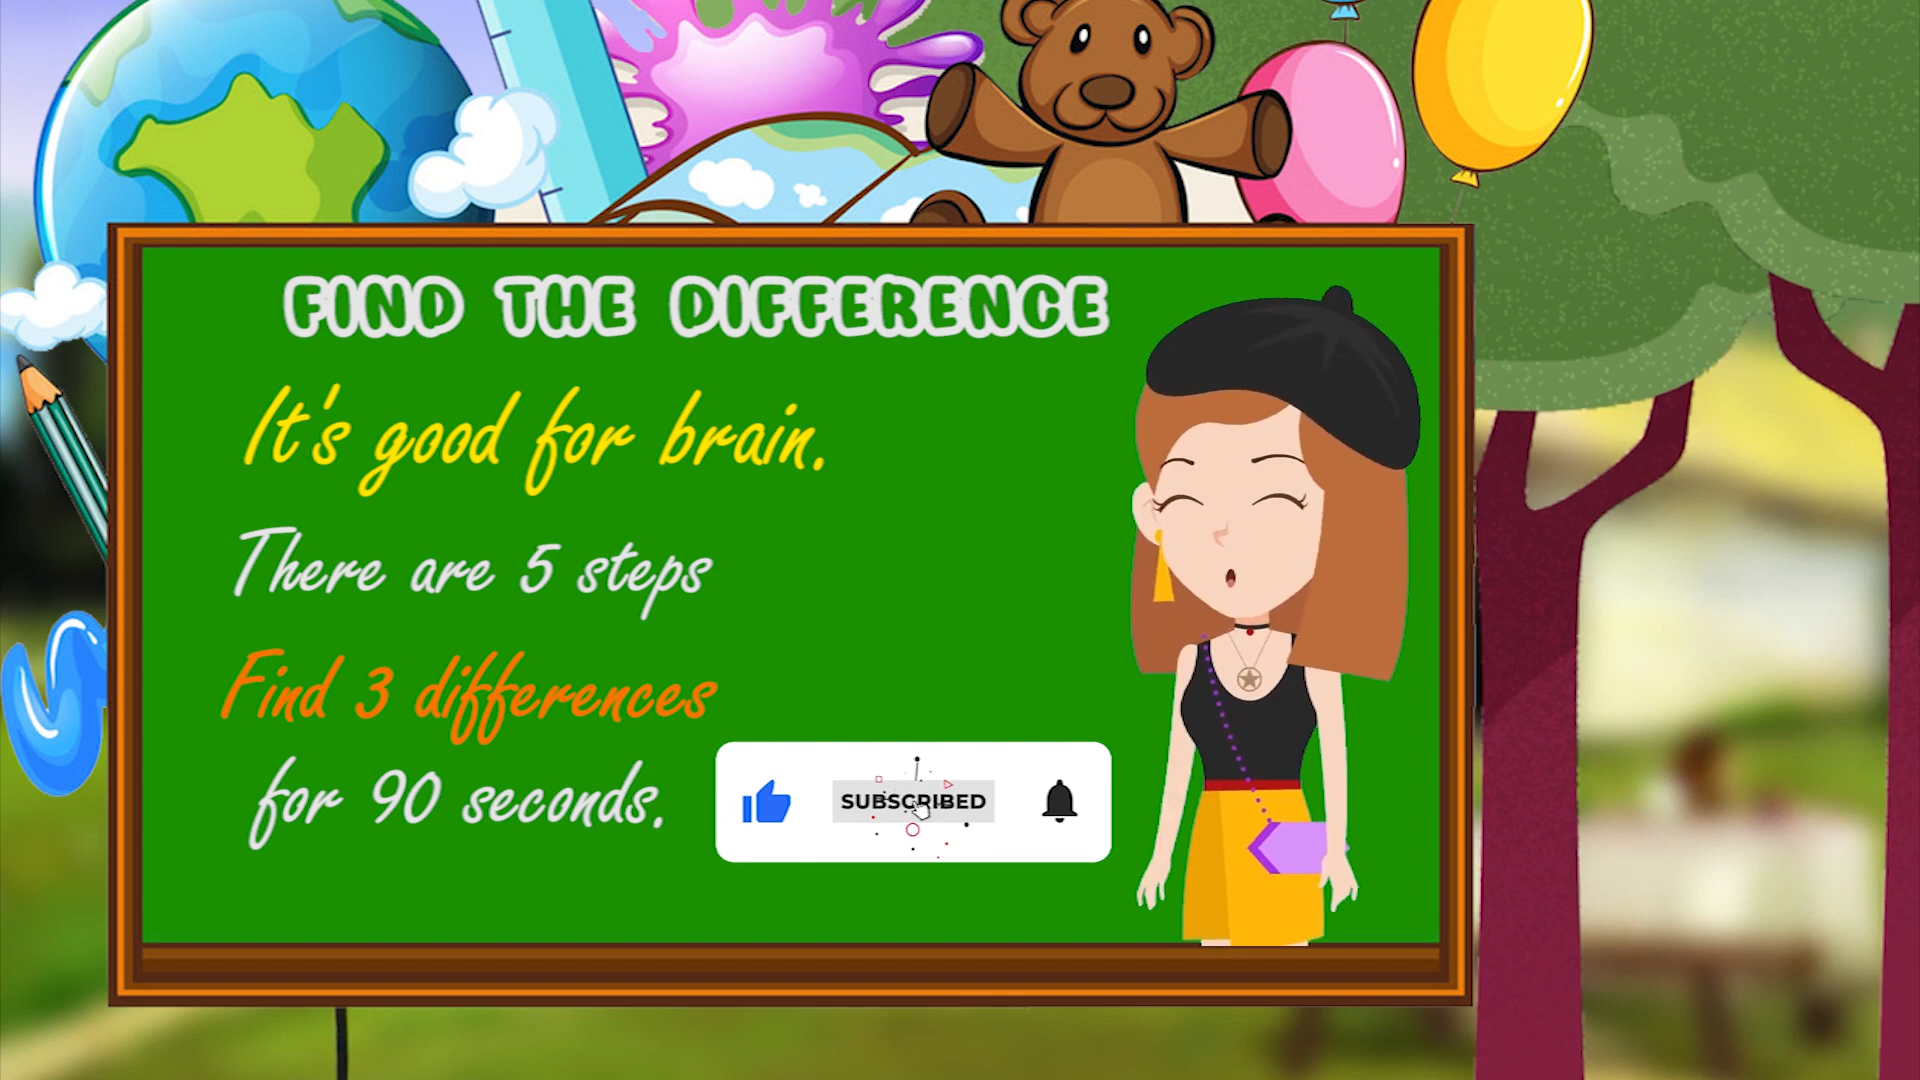 FIND THE DIFFERENCE
It's good for brain.
There are 5 steps
Find 3 differences
for 90 seconds.
SUBSCRIBED